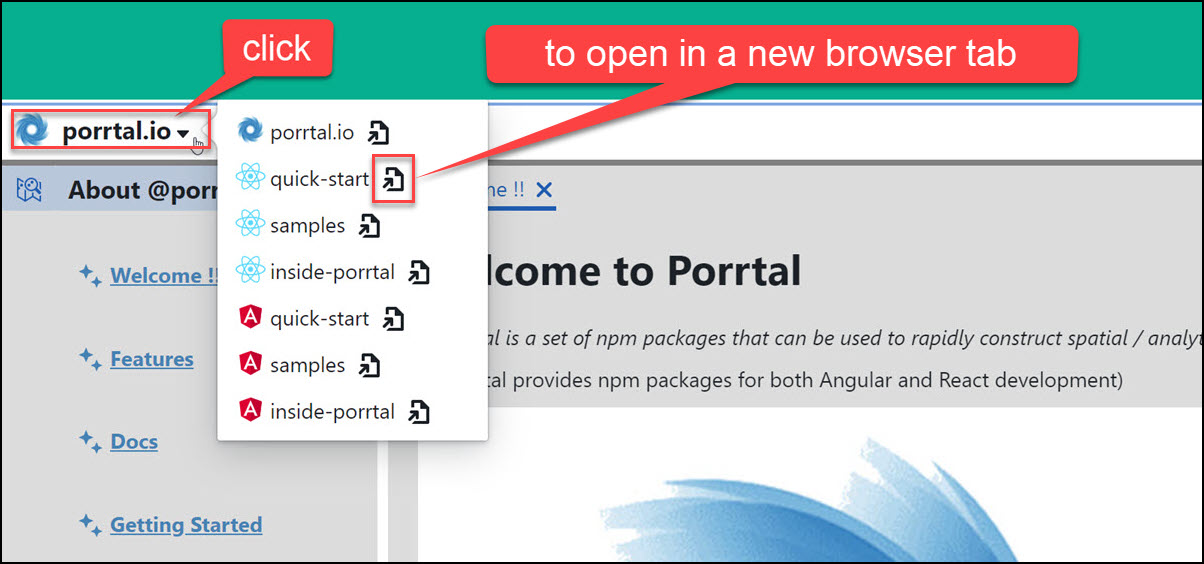 click
to open in a new browser tab
porrtal.io
porrtal.io
quick-start
samples
inside-porrtal
quick-start
samples
inside-porrtal
About @porr
Welcome !!
Features
Docs
Getting Started
me !!
lcome to Porrtal
al is a set of npm packages that can be used to rapidly construct spatial / analyt
tal provides npm packages for both Angular and React development)